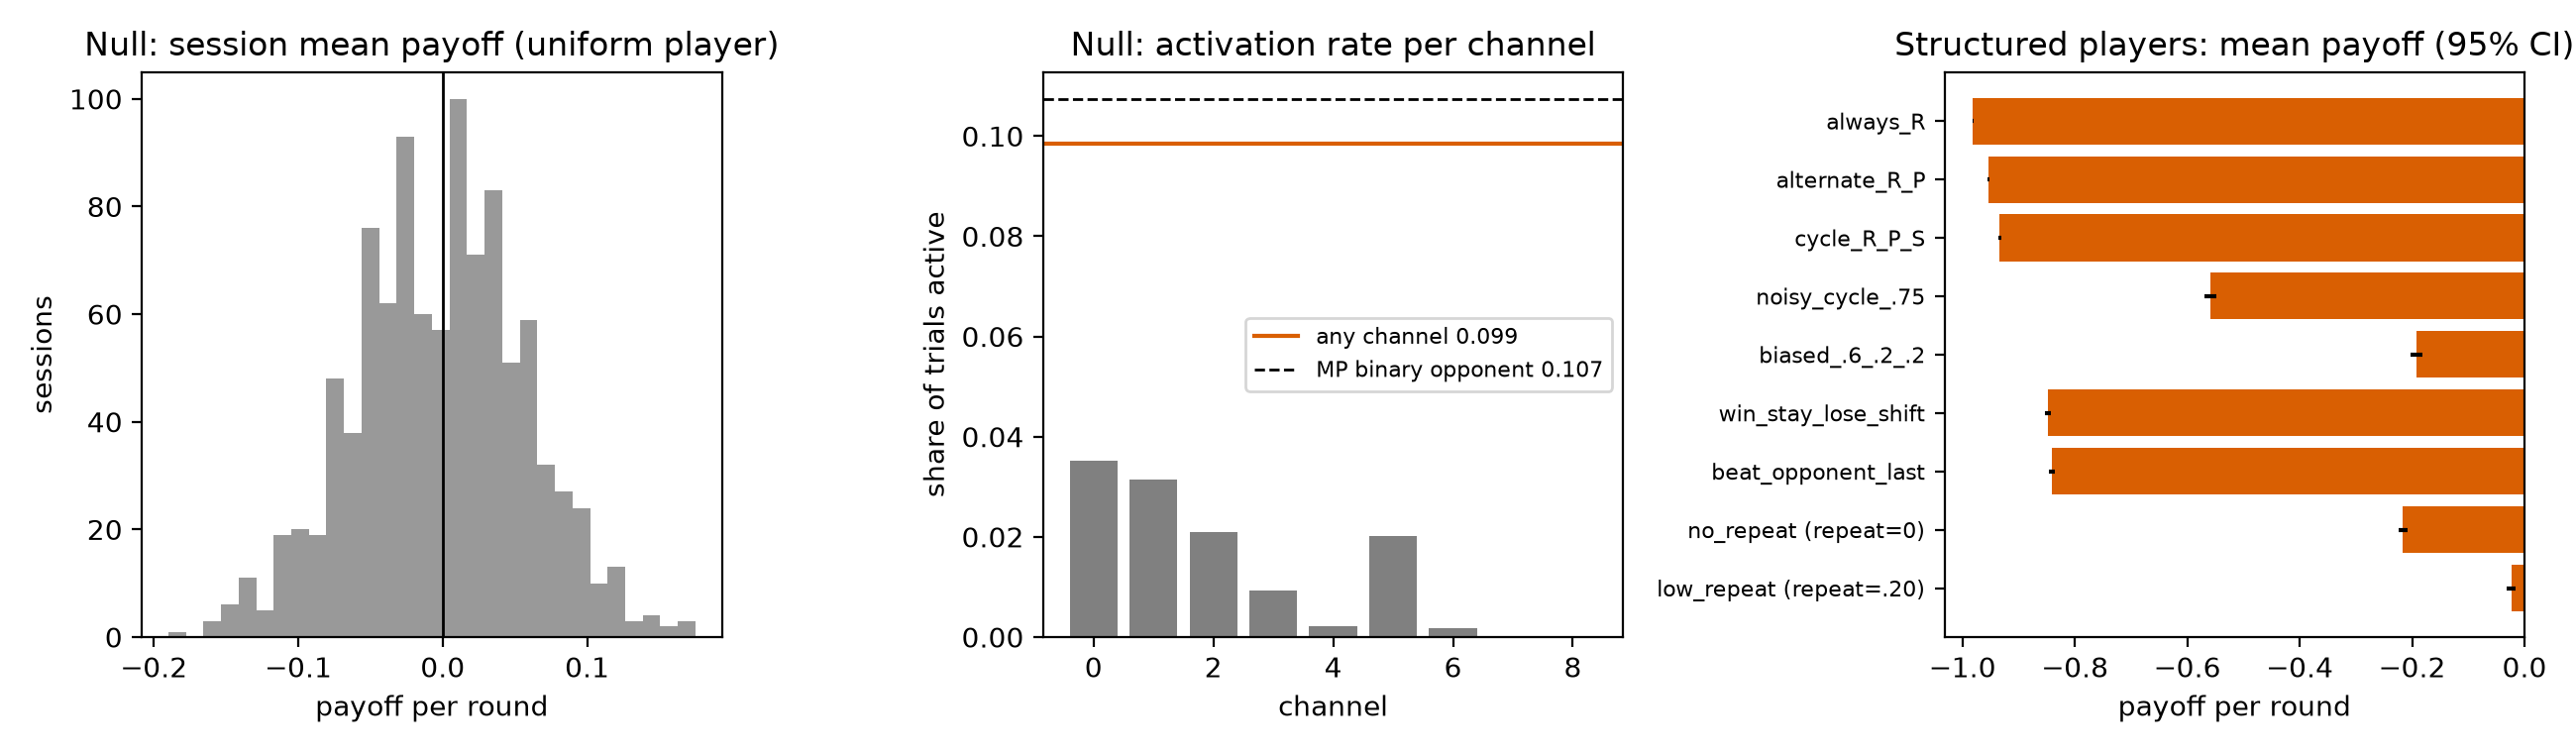 Null: session mean payoff (uniform player)
100
80
60
40
20
0
sessions
−0.2
−0.1
0.0
0.1
payoff per round
Null: activation rate per channel
0.10
0.08
0.06
0.04
0.02
0.00
share of trials active
any channel 0.099
MP binary opponent 0.107
0
2
4
6
8
channel
Structured players: mean payoff (95% CI)
always_R
alternate_R_P
cycle_R_P_S
noisy_cycle_.75
biased_.6_.2_.2
win_stay_lose_shift
beat_opponent_last
no_repeat (repeat=0)
low_repeat (repeat=.20)
−1.0
−0.8
−0.6
−0.4
−0.2
0.0
payoff per round